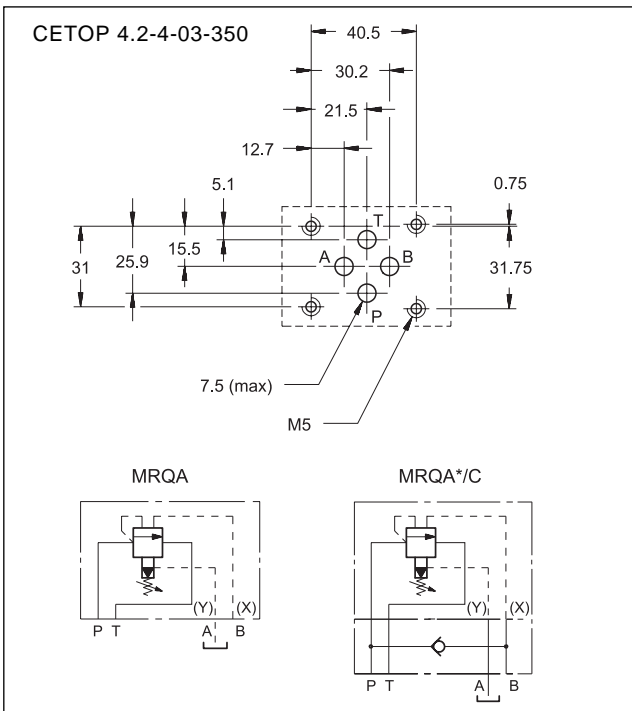 CETOP 4.2-4-03-350
40.5
30.2
21.5
12.7
5.1
0.75
T
15.5
A
B
31
25.9
31.75
P
7.5 (max)
M5
MRQA
MRQA*/C
(Y) (X)
P T A B
(Y) (X)
P T A B